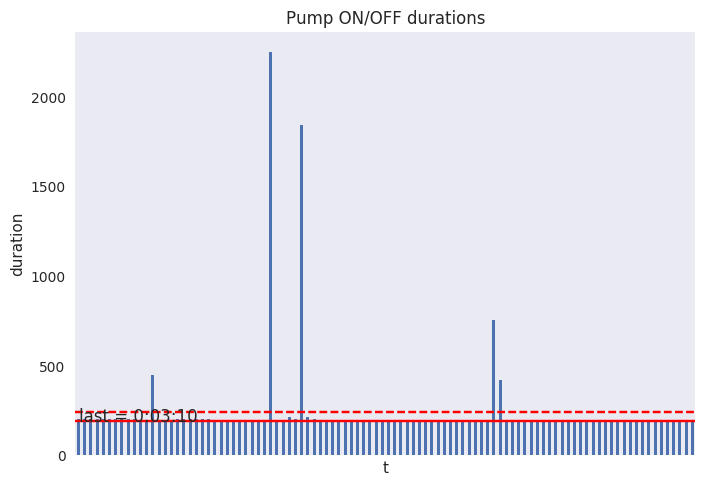 Pump ON/OFF durations
2000
1500
1000
500
0
duration
last = 0:03:10
t